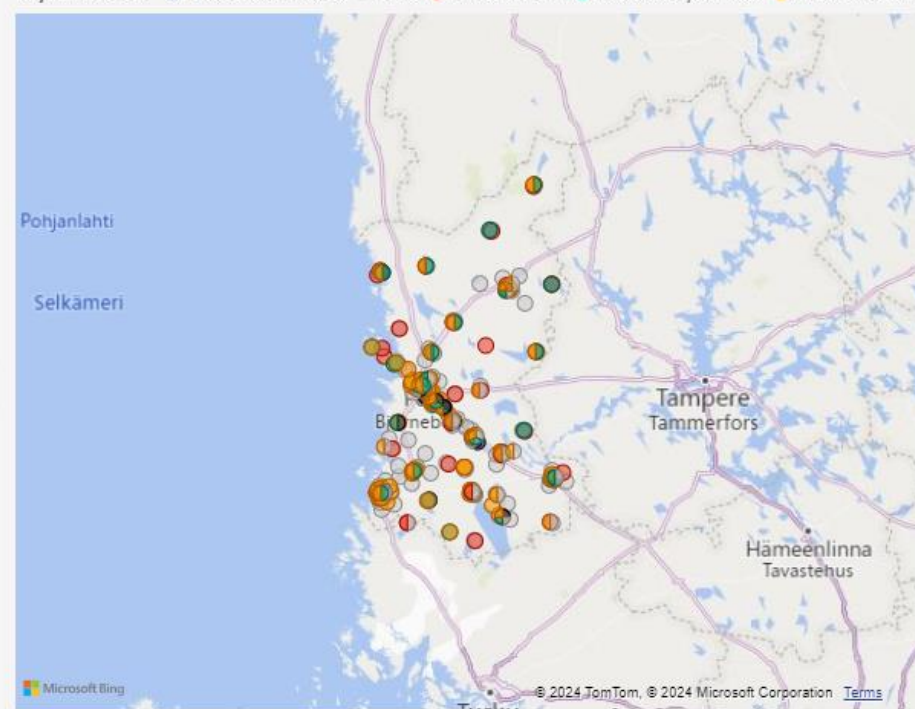 Pohjanlahti
Selkämeri
Tampere
Tammerfors
Hämeenlinna
Tavastehus
Microsoft Bing
© 2024 TomTom, © 2024 Microsoft Corporation Terms